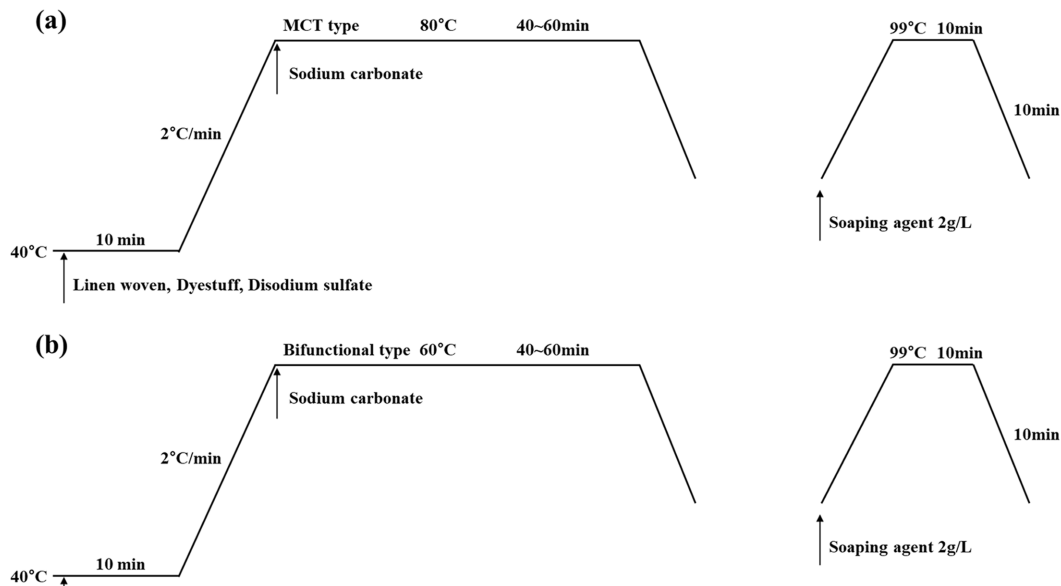 (a)
MCT type 80°C 40~60min
Sodium carbonate
2°C/min
40°C
10 min
Linen woven, Dyestuff, Disodium sulfate
99°C 10min
10min
Soaping agent 2g/L
(b)
Bifunctional type 60°C 40~60min
Sodium carbonate
2°C/min
40°C
10 min
99°C 10min
10min
Soaping agent 2g/L